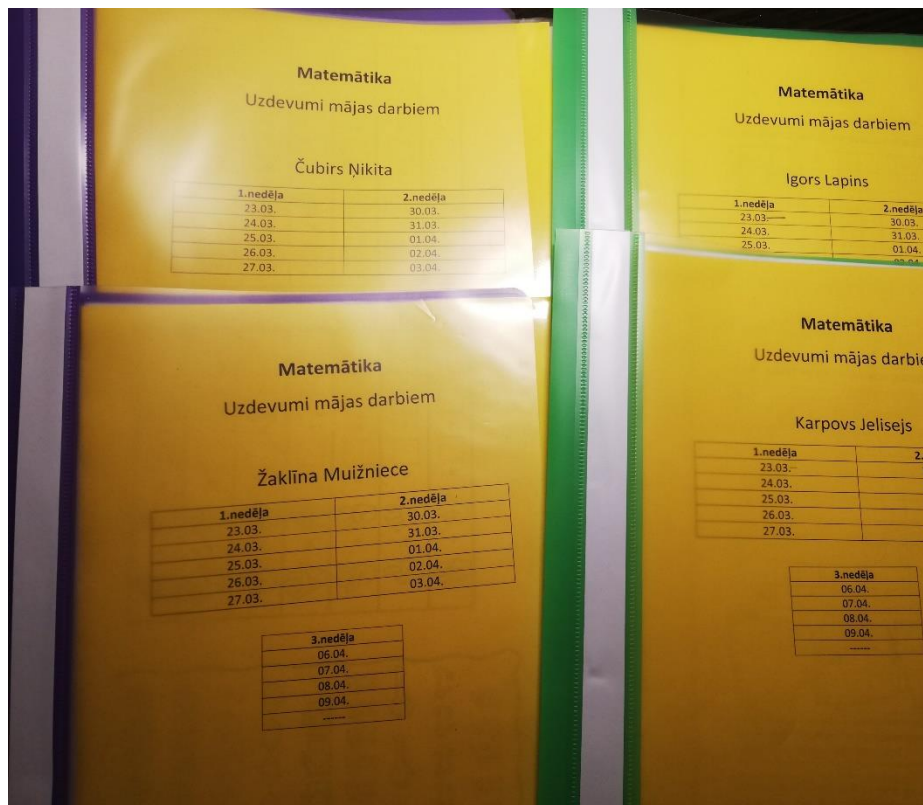 Matemātika
Uzdevumi mājas darbiem
Čubirs Ņikita
1.nedēļa 2.nedēļa
23.03. 30.03.
24.03. 31.03.
25.03. 01.04.
26.03. 02.04.
27.03. 03.04.
Matemātika
Uzdevumi mājas darbiem
Igors Lapins
1.nedēļa 2.nedēļa
23.03. 30.03.
24.03. 31.03.
25.03. 01.04.
Matemātika
Uzdevumi mājas darbiem
Žaklīna Muižniece
1.nedēļa 2.nedēļa
23.03. 30.03.
24.03. 31.03.
25.03. 01.04.
26.03. 02.04.
27.03. 03.04.
3.nedēļa
06.04.
07.04.
08.04.
09.04.
------
Matemātika
Uzdevumi mājas darbie
Karpovs Jelisejs
1.nedēļa 2.
23.03.
24.03.
25.03.
26.03.
27.03.
3.nedēļa
06.04.
07.04.
08.04.
09.04.
------